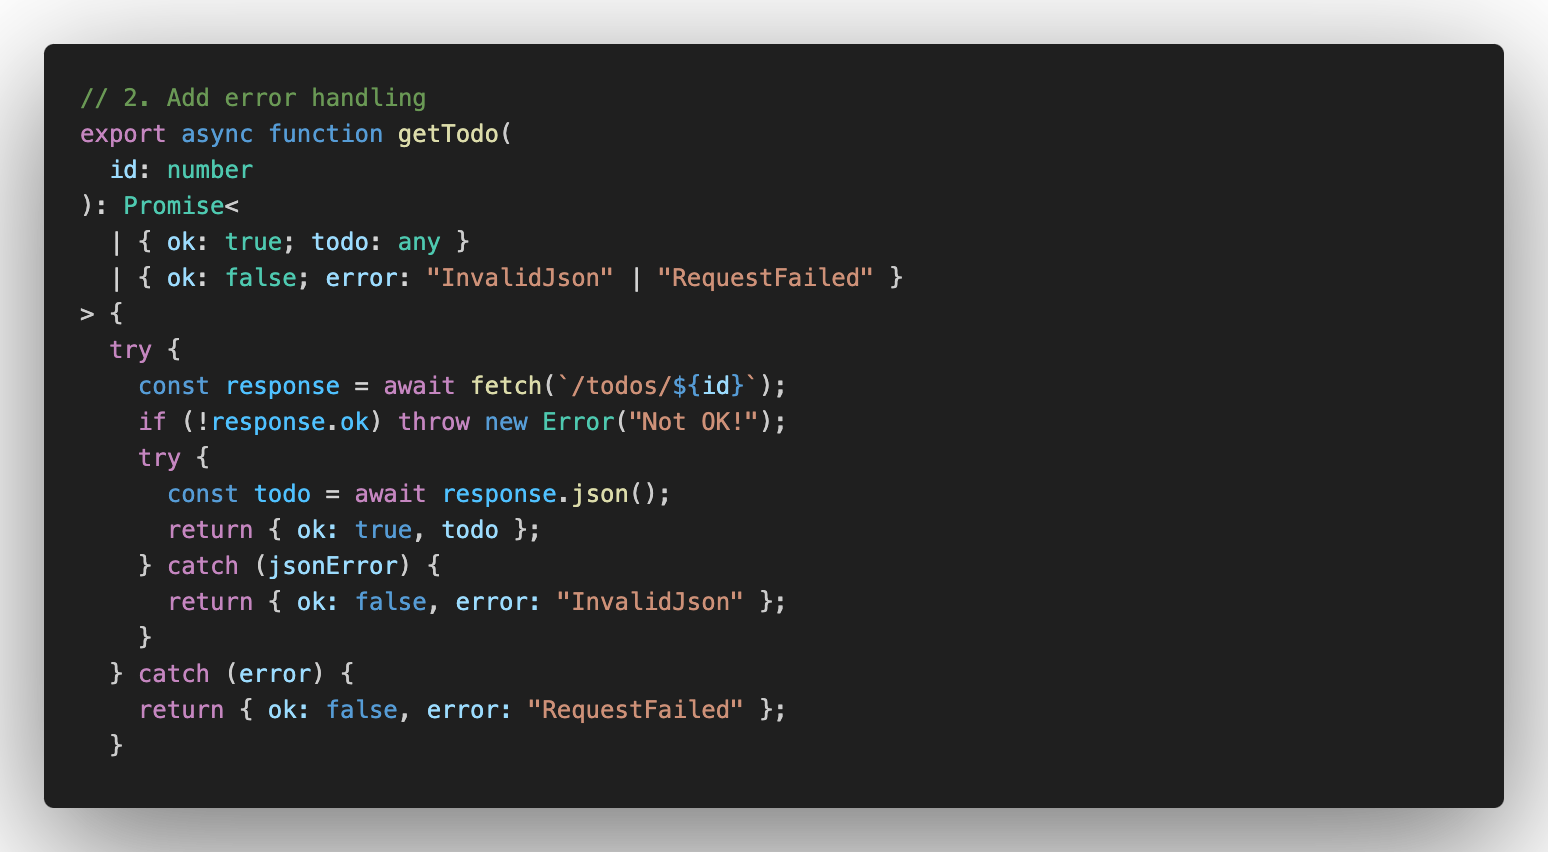 // 2. Add error handling
export async function getTodo(
  id: number
): Promise<
  | { ok: true; todo: any }
  | { ok: false; error: "InvalidJson" | "RequestFailed" }
> {
  try {
    const response = await fetch(`/todos/${id}`);
    if (!response.ok) throw new Error("Not OK!");
    try {
      const todo = await response.json();
      return { ok: true, todo };
    } catch (jsonError) {
      return { ok: false, error: "InvalidJson" };
    }
  } catch (error) {
    return { ok: false, error: "RequestFailed" };
  }